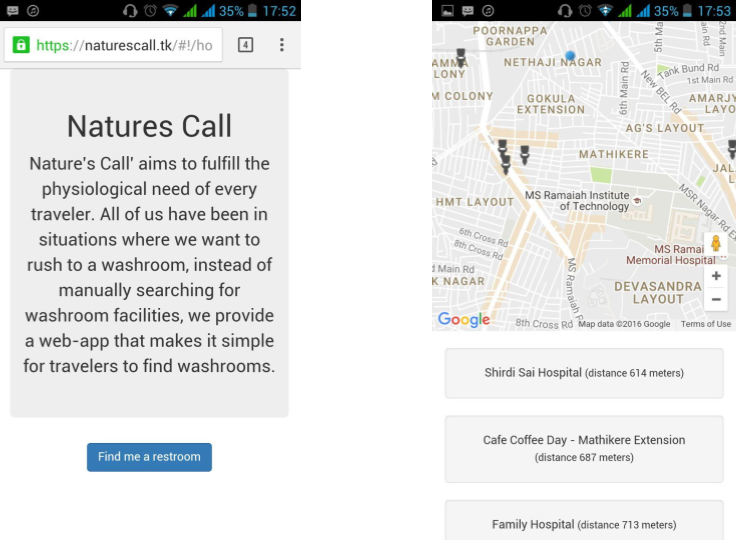 35% 17:52
https://naturescall.tk/#!/ho
4
Natures Call
Nature's Call' aims to fulfill the
physiological need of every
traveler. All of us have been in
situations where we want to
rush to a washroom, instead of
manually searching for
washroom facilities, we provide
a web-app that makes it simple
for travelers to find washrooms.
Find me a restroom
35% 17:53
POORNAPPA
GARDEN
5th Ma
ain Rd
2nd Main
AMMA
LONY
NETHAJI NAGAR
Tank Bund Rd
1st Main Rd
M COLONY
GOKULA
EXTENSION
6th Main Rd
New BEL Rd
AMARJY
LAYO
AG'S LAYOUT
MATHIKERE
JAL
LA
HMT LAYOUT
MS Ramaiah Institute
of Technology
MSR Nagar Rd
6th Cross Rd
8th Cross Rd
MS Ramai
Memorial Hospital
d Main Rd
K NAGAR
MS Ramaiah
DEVASANDRA
LAYOUT
+
−
Google
8th Cross Rd
Map data ©2016 Google
Terms of Use
Shirdi Sai Hospital (distance 614 meters)
Cafe Coffee Day - Mathikere Extension
(distance 687 meters)
Family Hospital (distance 713 meters)